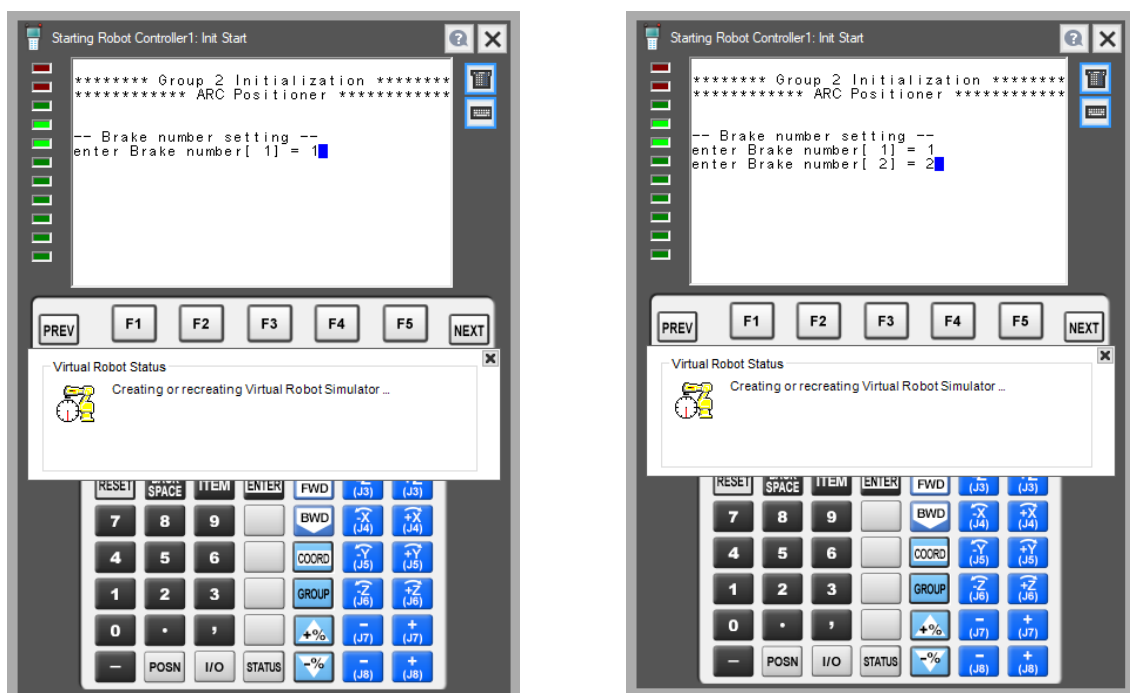 Starting Robot Controller1: Init Start
******** Group 2 Initialization ********
************ ARC Positioner ************
-- Brake number setting --
enter Brake number[ 1] = 1
PREV
F1
F2
F3
F4
F5
NEXT
Virtual Robot Status
Creating or recreating Virtual Robot Simulator ...
RESET
SPACE
ITEM
ENTER
FWD
(J3)
(J3)
7
8
9
BWD
-X
(J4)
+X
(J4)
4
5
6
COORD
-Y
(J5)
+Y
(J5)
1
2
3
GROUP
-Z
(J6)
+Z
(J6)
0
.
,
+%
-
(J7)
+
(J7)
-
POSN
I/O
STATUS
-%
-
(J8)
+
(J8)
Starting Robot Controller1: Init Start
******** Group 2 Initialization ********
************ ARC Positioner ************
-- Brake number setting --
enter Brake number[ 1] = 1
enter Brake number[ 2] = 2
PREV
F1
F2
F3
F4
F5
NEXT
Virtual Robot Status
Creating or recreating Virtual Robot Simulator ...
RESET
SPACE
ITEM
ENTER
FWD
(J3)
(J3)
7
8
9
BWD
-X
(J4)
+X
(J4)
4
5
6
COORD
-Y
(J5)
+Y
(J5)
1
2
3
GROUP
-Z
(J6)
+Z
(J6)
0
.
,
+%
-
(J7)
+
(J7)
-
POSN
I/O
STATUS
-%
-
(J8)
+
(J8)